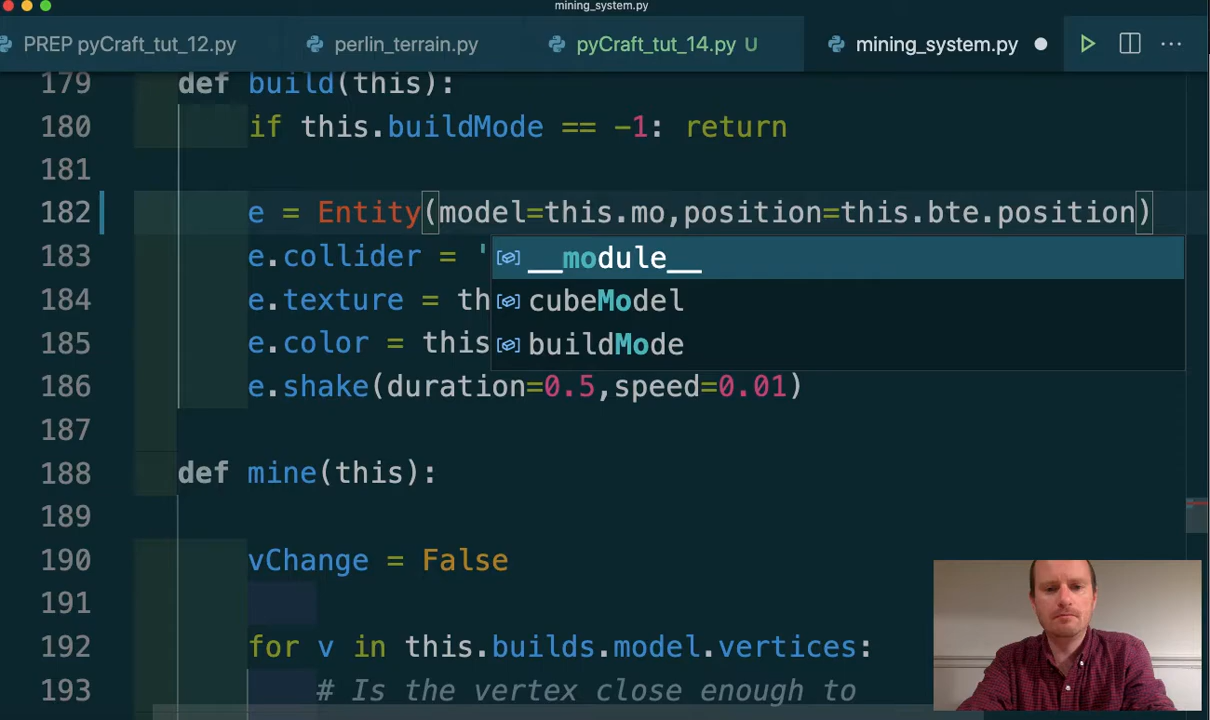 mining_system.py
PREP pyCraft_tut_12.py perlin_terrain.py pyCraft_tut_14.py U mining_system.py
179 def build(this):
180 if this.buildMode == -1: return
181
182 e = Entity(model=this.mo,position=this.bte.position)
183 e.collider = '
__module__
184 e.texture = th
cubeModel
185 e.color = this
buildMode
186 e.shake(duration=0.5,speed=0.01)
187
188 def mine(this):
189
190 vChange = False
191
192 for v in this.builds.model.vertices:
193 # Is the vertex close enough to